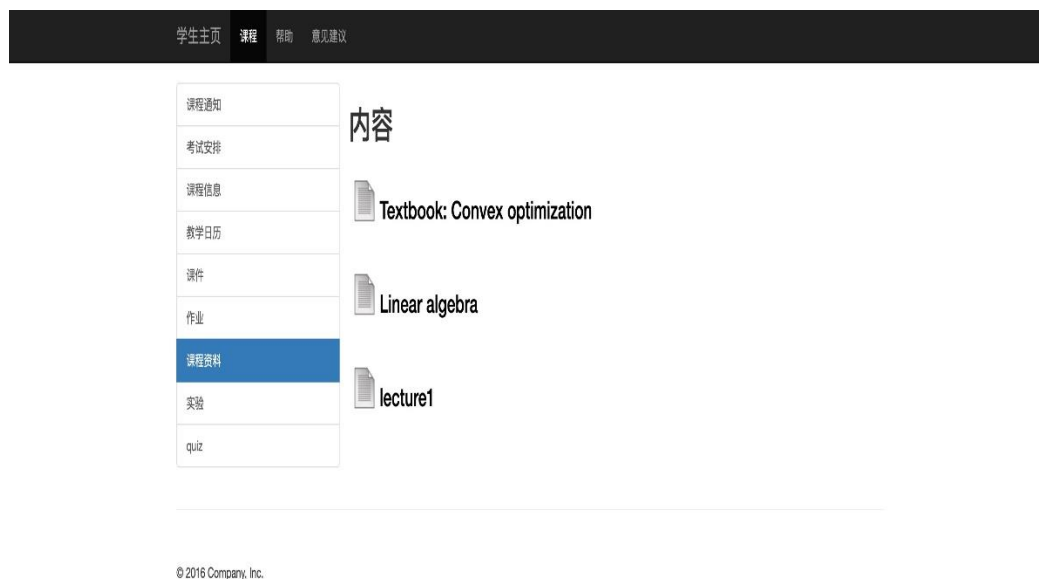 学生主页 课程 帮助 意见建议
课程通知
考试安排
课程信息
教学日历
课件
作业
课程资料
实验
quiz
内容
Textbook: Convex optimization
Linear algebra
lecture1
© 2016 Company, Inc.